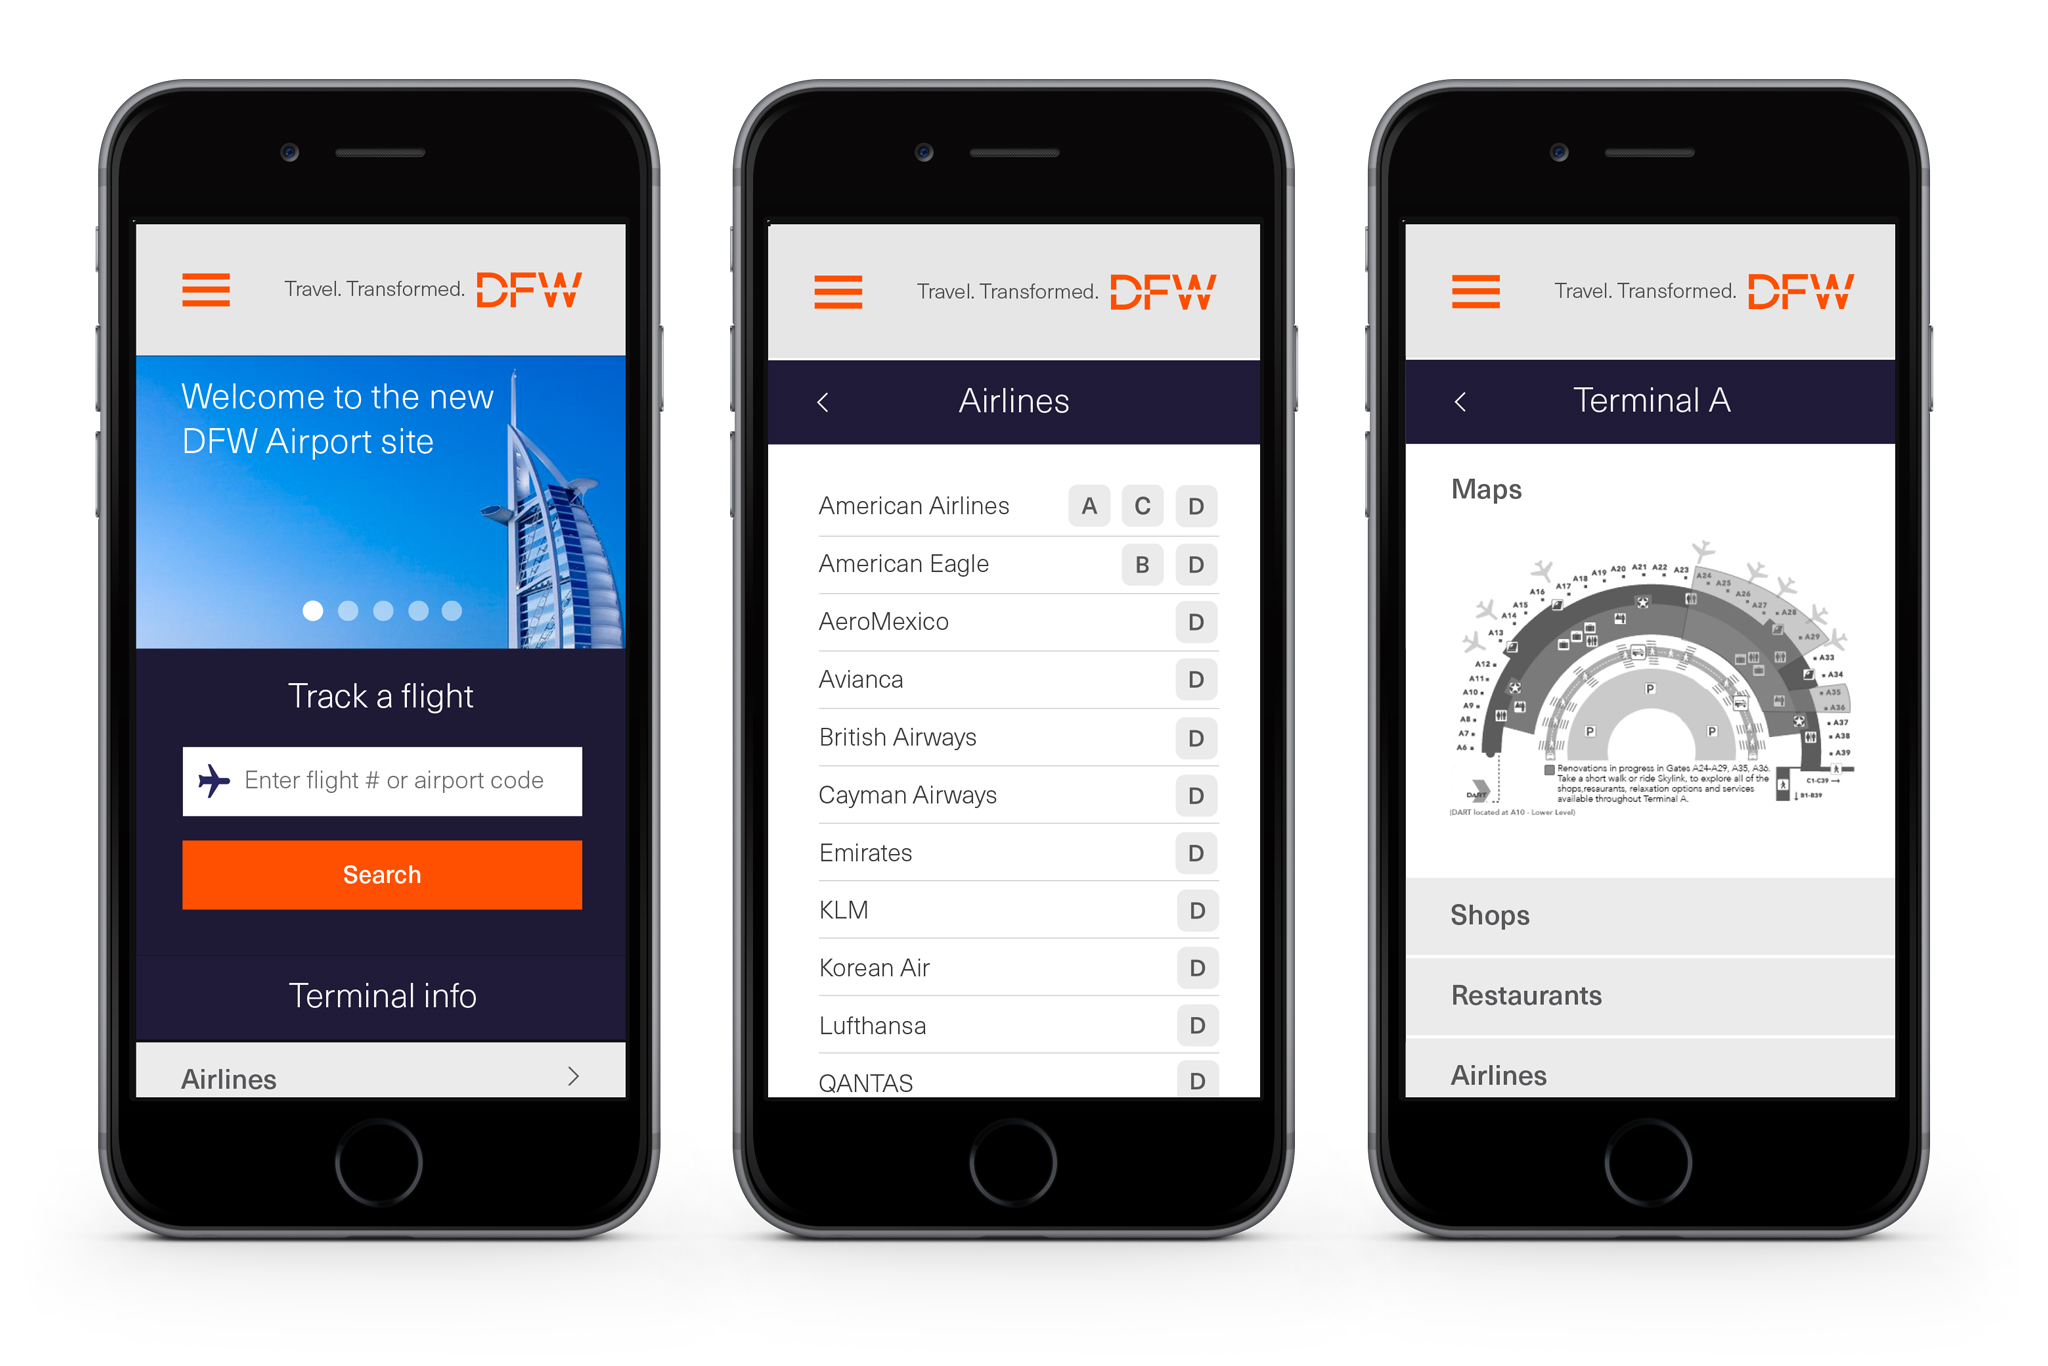 Travel. Transformed. DFW
Welcome to the new
DFW Airport site
Track a flight
Enter flight # or airport code
Search
Terminal info
Airlines
Travel. Transformed. DFW
Airlines
American Airlines A C D
American Eagle B D
AeroMexico D
Avianca D
British Airways D
Cayman Airways D
Emirates D
KLM D
Korean Air D
Lufthansa D
QANTAS D
Travel. Transformed. DFW
Terminal A
Maps
A6
A7
A8
A9
A10
A11
A12
A13
A14
A15
A16
A17
A18
A19
A20
A21
A22
A23
A24
A25
A26
A27
A28
A29
A33
A34
A35
A36
A37
A38
A39
P
P
P
Renovations in progress in Gates A24-A29, A35, A36.
Take a short walk or ride Skylink, to explore all of the
shops,resaurants, relaxation options and services
available throughout Terminal A.
C1-C39
B1-B39
DART
(DART located at A10 - Lower Level)
Shops
Restaurants
Airlines